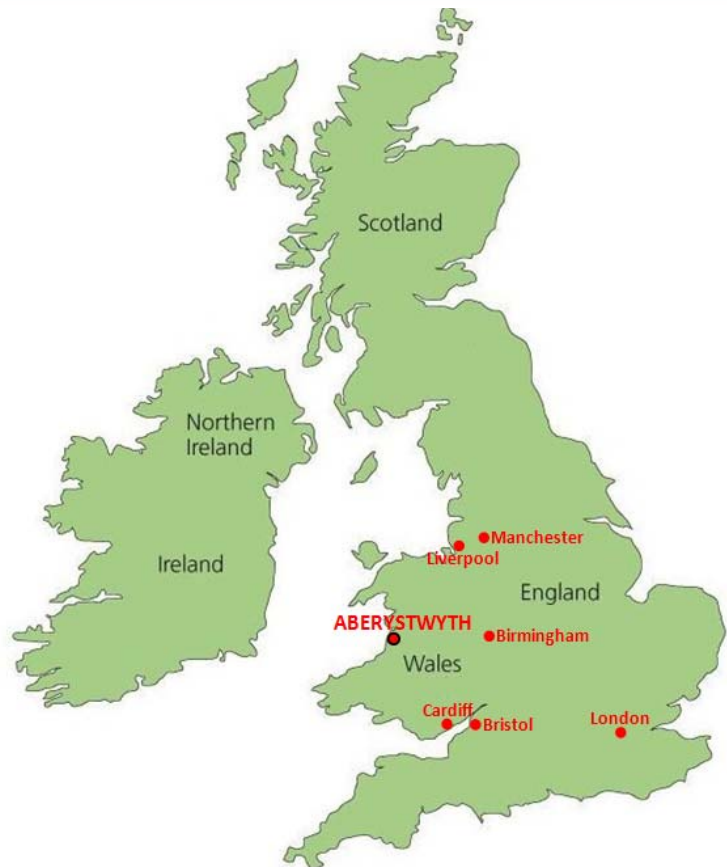 Scotland
Northern
Ireland
Manchester
Liverpool
Ireland
England
ABERYSTWYTH
Birmingham
Wales
Cardiff
Bristol
London